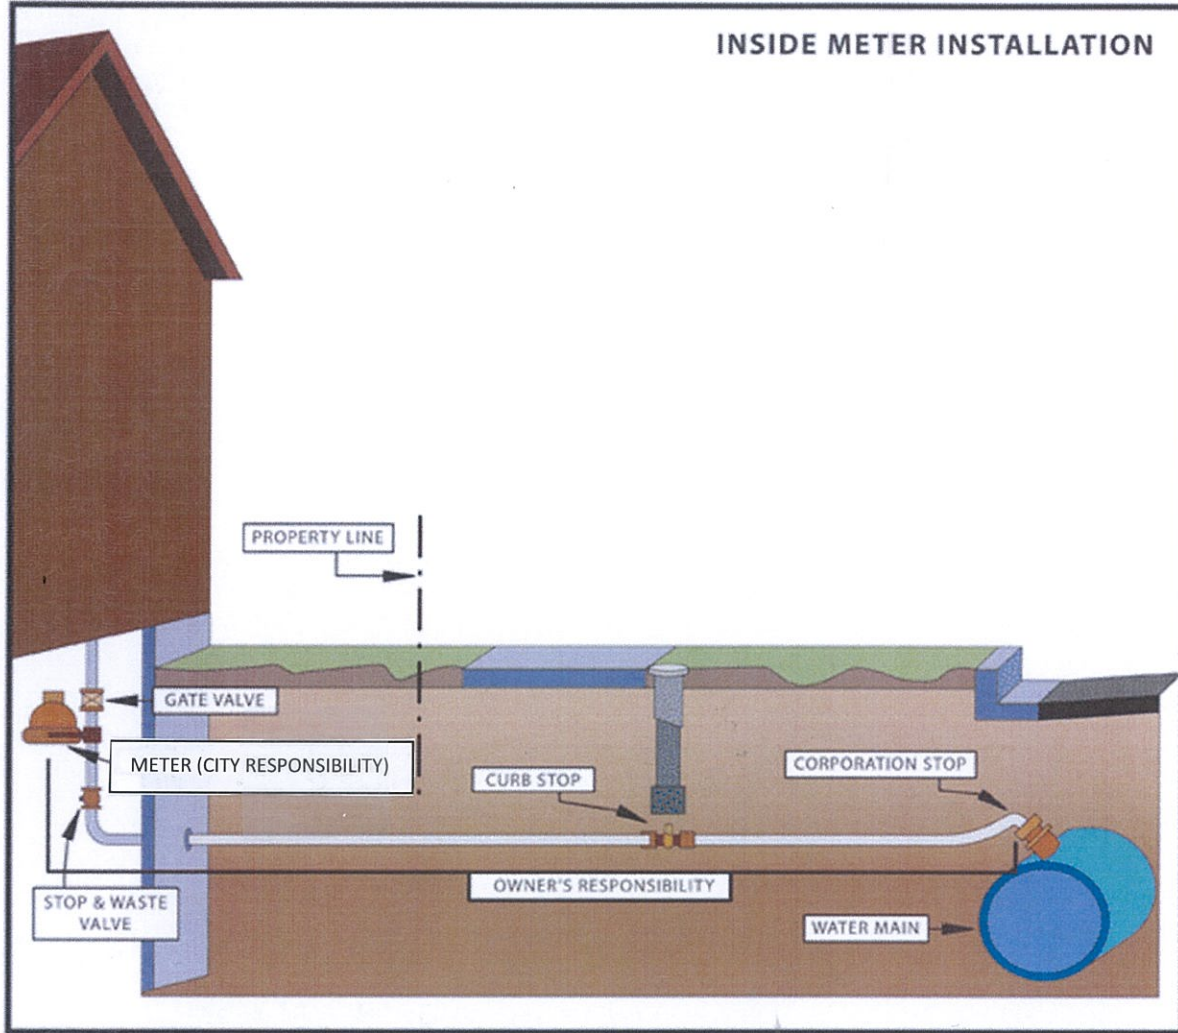 INSIDE METER INSTALLATION
PROPERTY LINE
GATE VALVE
METER (CITY RESPONSIBILITY)
CURB STOP
CORPORATION STOP
OWNER'S RESPONSIBILITY
STOP & WASTE
VALVE
WATER MAIN